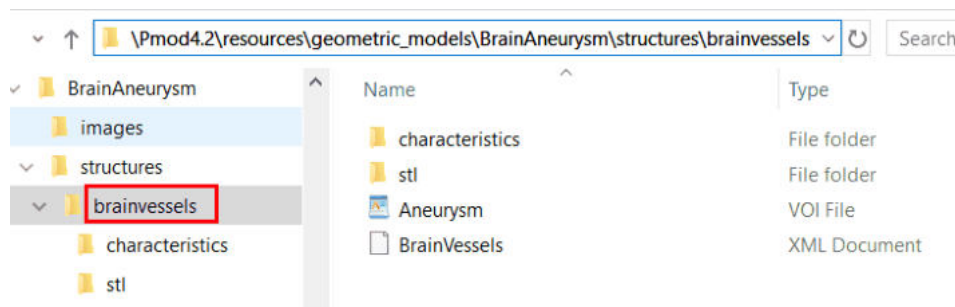 \Pmod4.2\resources\geometric_models\BrainAneurysm\structures\brainvessels
Search
BrainAneurysm
images
structures
brainvessels
characteristics
stl
Name Type
characteristics File folder
stl File folder
Aneurysm VOI File
BrainVessels XML Document